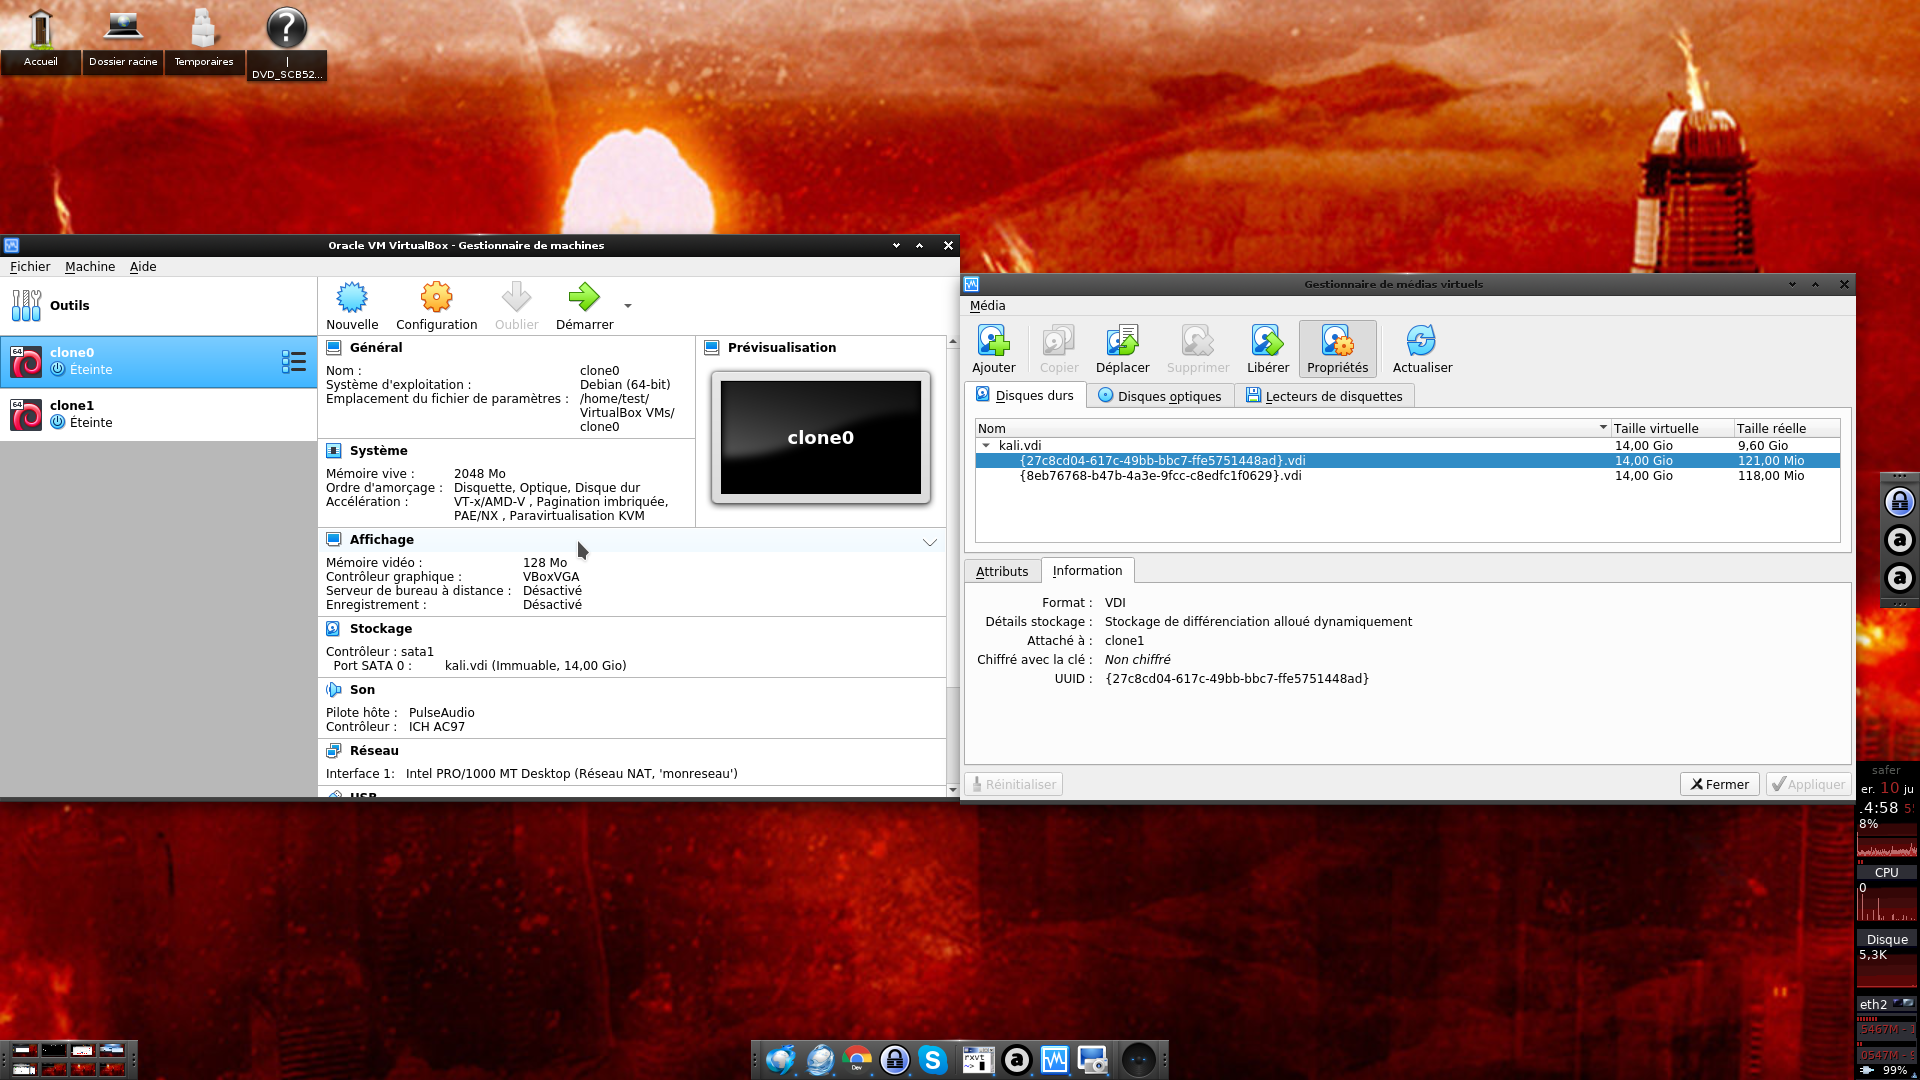 Accueil
Dossier racine
Temporaires
DVD_SCB52...
Oracle VM VirtualBox - Gestionnaire de machines
Fichier Machine Aide
Outils
Nouvelle
Configuration
Oublier
Démarrer
64
clone0
Éteinte
64
clone1
Éteinte
Général
Nom : clone0
Système d'exploitation : Debian (64-bit)
Emplacement du fichier de paramètres : /home/test/
VirtualBox VMs/
clone0
Système
Mémoire vive : 2048 Mo
Ordre d'amorçage : Disquette, Optique, Disque dur
Accélération : VT-x/AMD-V , Pagination imbriquée,
PAE/NX , Paravirtualisation KVM
Prévisualisation
clone0
Affichage
Mémoire vidéo : 128 Mo
Contrôleur graphique : VBoxVGA
Serveur de bureau à distance : Désactivé
Enregistrement : Désactivé
Stockage
Contrôleur : sata1
Port SATA 0 : kali.vdi (Immuable, 14,00 Gio)
Son
Pilote hôte : PulseAudio
Contrôleur : ICH AC97
Réseau
Interface 1: Intel PRO/1000 MT Desktop (Réseau NAT, 'monreseau')
USB
Gestionnaire de médias virtuels
Média
Ajouter
Copier
Déplacer
Supprimer
Libérer
Propriétés
Actualiser
Disques durs
Disques optiques
Lecteurs de disquettes
Nom Taille virtuelle Taille réelle
kali.vdi 14,00 Gio 9,60 Gio
{27c8cd04-617c-49bb-bbc7-ffe5751448ad}.vdi 14,00 Gio 121,00 Mio
{8eb76768-b47b-4a3e-9fcc-c8edfc1f0629}.vdi 14,00 Gio 118,00 Mio
Attributs
Information
Format : VDI
Détails stockage : Stockage de différenciation alloué dynamiquement
Attaché à : clone1
Chiffré avec la clé : Non chiffré
UUID : {27c8cd04-617c-49bb-bbc7-ffe5751448ad}
Réinitialiser
Fermer
Appliquer
safer
er. 10 ju
.4:58
8%
CPU
0
Disque
5,3K
eth2
5467M -
0547M -
99%
Dev
rxvt
~>